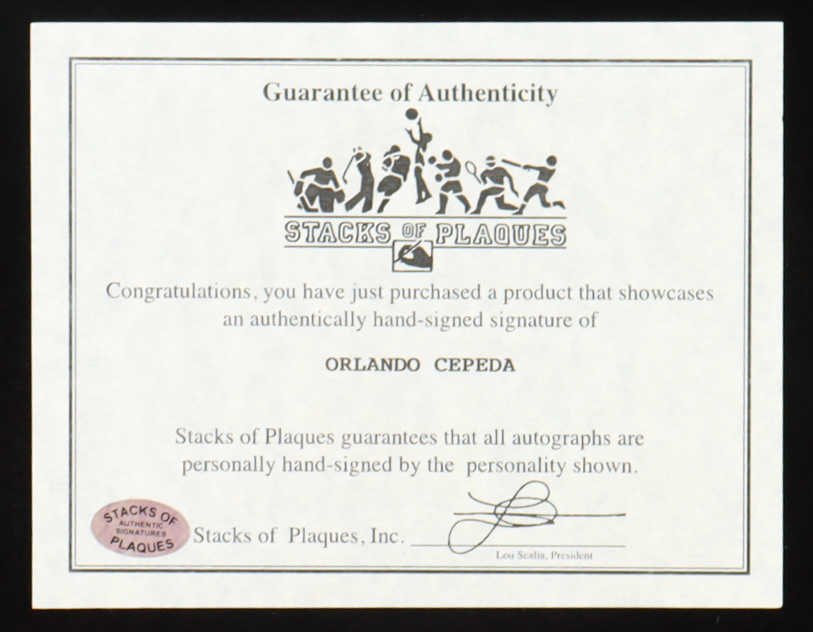 Guarantee of Authenticity
STACKS OF PLAQUES
Congratulations, you have just purchased a product that showcases
an authentically hand-signed signature of
ORLANDO CEPEDA
Stacks of Plaques guarantees that all autographs are
personally hand-signed by the personality shown.
STACKS OF
AUTHENTIC
SIGNATURES
PLAQUES
Stacks of Plaques, Inc.
Lou Scalia, President